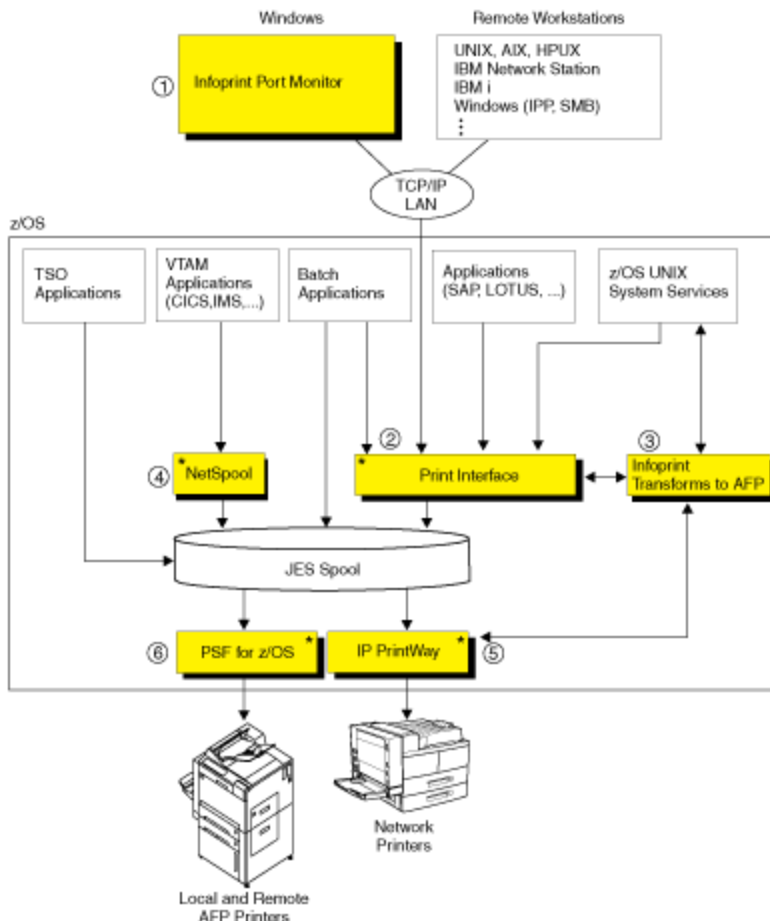 Windows
Remote Workstations
① Infoprint Port Monitor
UNIX, AIX, HPUX
IBM Network Station
IBM i
Windows (IPP, SMB)
⋮
TCP/IP
LAN
z/OS
TSO
Applications
VTAM
Applications
(CICS,IMS,...)
Batch
Applications
Applications
(SAP, LOTUS, ...)
z/OS UNIX
System Services
④ * NetSpool
②
* Print Interface
③
Infoprint
Transforms to AFP
JES Spool
⑥ PSF for z/OS *
IP PrintWay * ⑤
Network
Printers
Local and Remote
AFP Printers